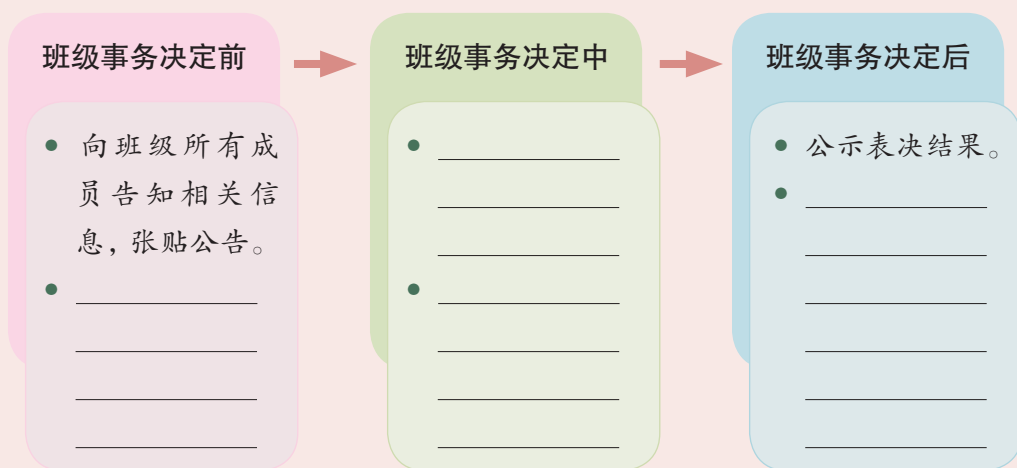 班级事务决定前
班级事务决定中
班级事务决定后
• 向班级所有成
员告知相关信
息，张贴公告。
• 公示表决结果。